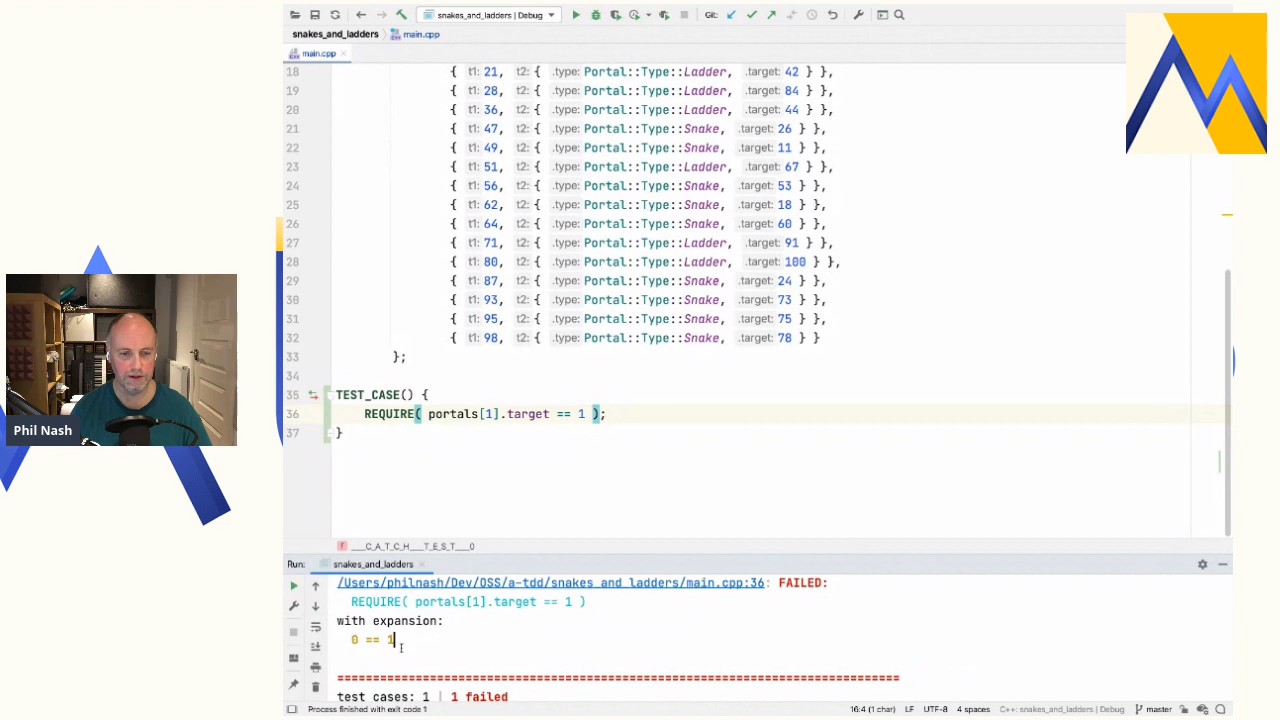 snakes_and_ladders | Debug
Git:
snakes_and_ladders
main.cpp
main.cpp
18 { t1: 21, t2: { .type: Portal::Type::Ladder, .target: 42 } },
19 { t1: 28, t2: { .type: Portal::Type::Ladder, .target: 84 } },
20 { t1: 36, t2: { .type: Portal::Type::Ladder, .target: 44 } },
21 { t1: 47, t2: { .type: Portal::Type::Snake, .target: 26 } },
22 { t1: 49, t2: { .type: Portal::Type::Snake, .target: 11 } },
23 { t1: 51, t2: { .type: Portal::Type::Ladder, .target: 67 } },
24 { t1: 56, t2: { .type: Portal::Type::Snake, .target: 53 } },
25 { t1: 62, t2: { .type: Portal::Type::Snake, .target: 18 } },
26 { t1: 64, t2: { .type: Portal::Type::Snake, .target: 60 } },
27 { t1: 71, t2: { .type: Portal::Type::Ladder, .target: 91 } },
28 { t1: 80, t2: { .type: Portal::Type::Ladder, .target: 100 } },
29 { t1: 87, t2: { .type: Portal::Type::Snake, .target: 24 } },
30 { t1: 93, t2: { .type: Portal::Type::Snake, .target: 73 } },
31 { t1: 95, t2: { .type: Portal::Type::Snake, .target: 75 } },
32 { t1: 98, t2: { .type: Portal::Type::Snake, .target: 78 } }
33 };
34
35 TEST_CASE() {
36 REQUIRE( portals[1].target == 1 );
37 }
Phil Nash
f ___C_A_T_C_H___T_E_S_T___0
Run: snakes_and_ladders
/Users/philnash/Dev/OSS/a-tdd/snakes_and_ladders/main.cpp:36: FAILED:
REQUIRE( portals[1].target == 1 )
with expansion:
0 == 1
===============================================================================
test cases: 1 | 1 failed
Process finished with exit code 1
16:4 (1 char) LF UTF-8 4 spaces C++: snakes_and_ladders | Debug master